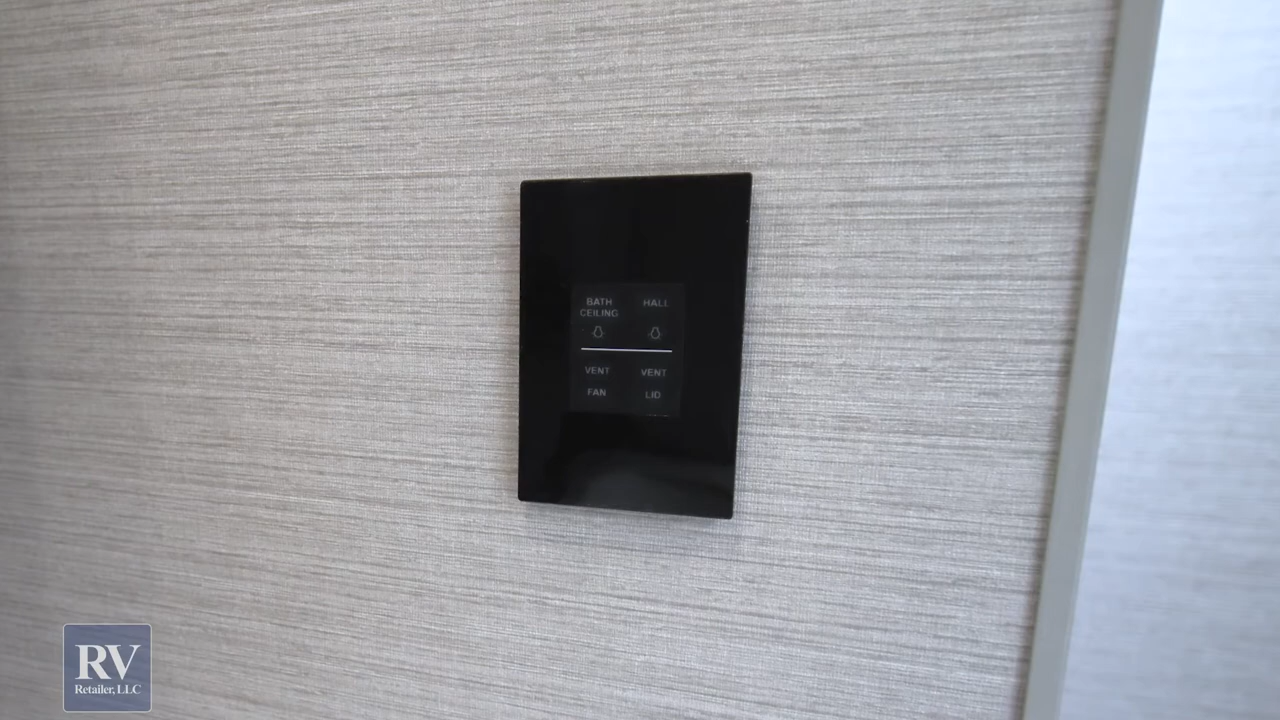 BATH HALL
CEILING
VENT VENT
FAN LID
RV
Retailer, LLC